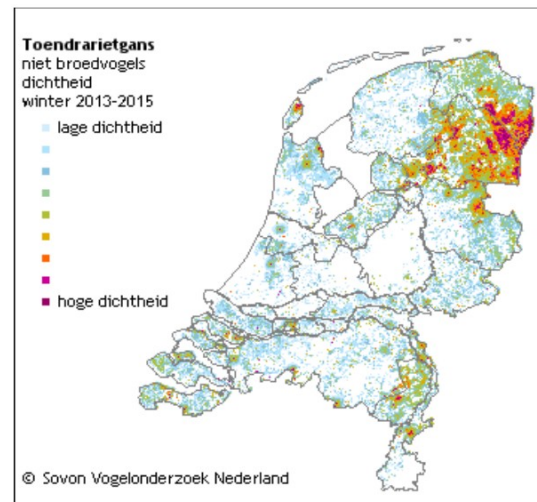 Toendrarietgans
niet broedvogels
dichtheid
winter 2013-2015
lage dichtheid
hoge dichtheid
© Sovon Vogelonderzoek Nederland